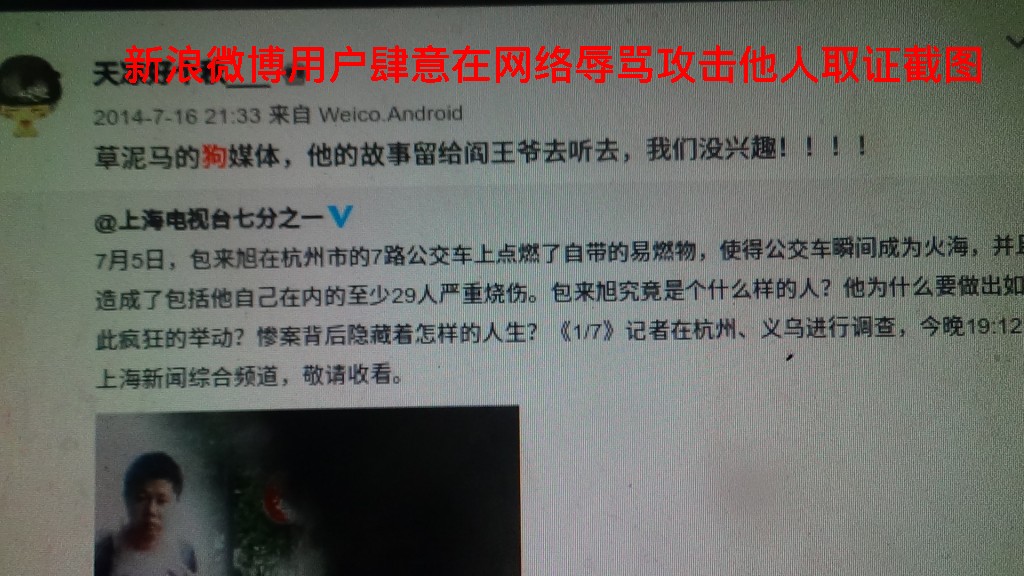 新浪微博用户肆意在网络辱骂攻击他人取证截图
2014-7-16 21:33 来自 Weico.Android
草泥马的狗媒体，他的故事留给阎王爷去听去，我们没兴趣！！！！
@上海电视台七分之一
7月5日，包来旭在杭州市的7路公交车上点燃了自带的易燃物，使得公交车瞬间成为火海，并且
造成了包括他自己在内的至少29人严重烧伤。包来旭究竟是个什么样的人？他为什么要做出如
此疯狂的举动？惨案背后隐藏着怎样的人生？《1/7》记者在杭州、义乌进行调查，今晚19:12
上海新闻综合频道，敬请收看。